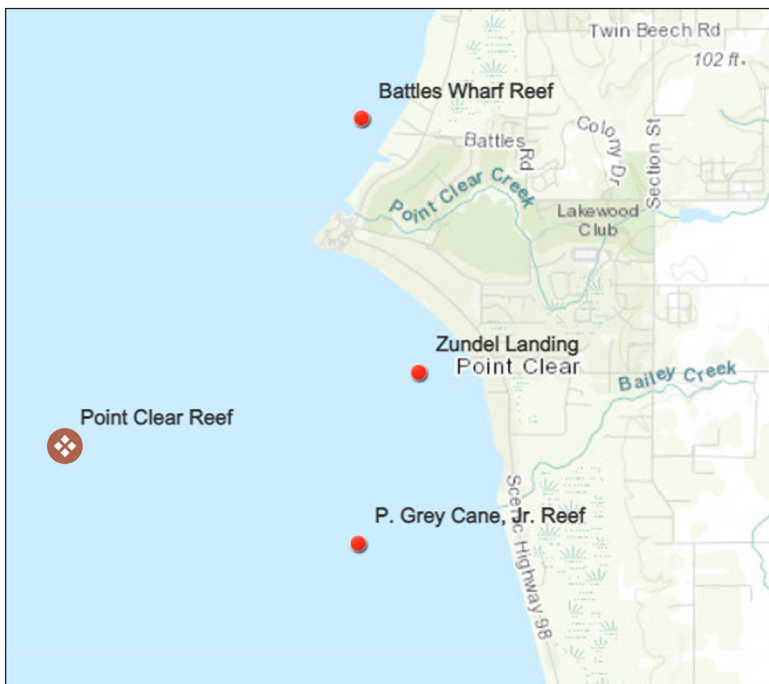 Twin Beech Rd
102 ft.
Battles Wharf Reef
Battles Rd
Colony Dr
Section St
Point Clear Creek
Lakewood
Club
Zundel Landing
Point Clear
Bailey Creek
Point Clear Reef
Scenic Highway 98
P. Grey Cane, Jr. Reef